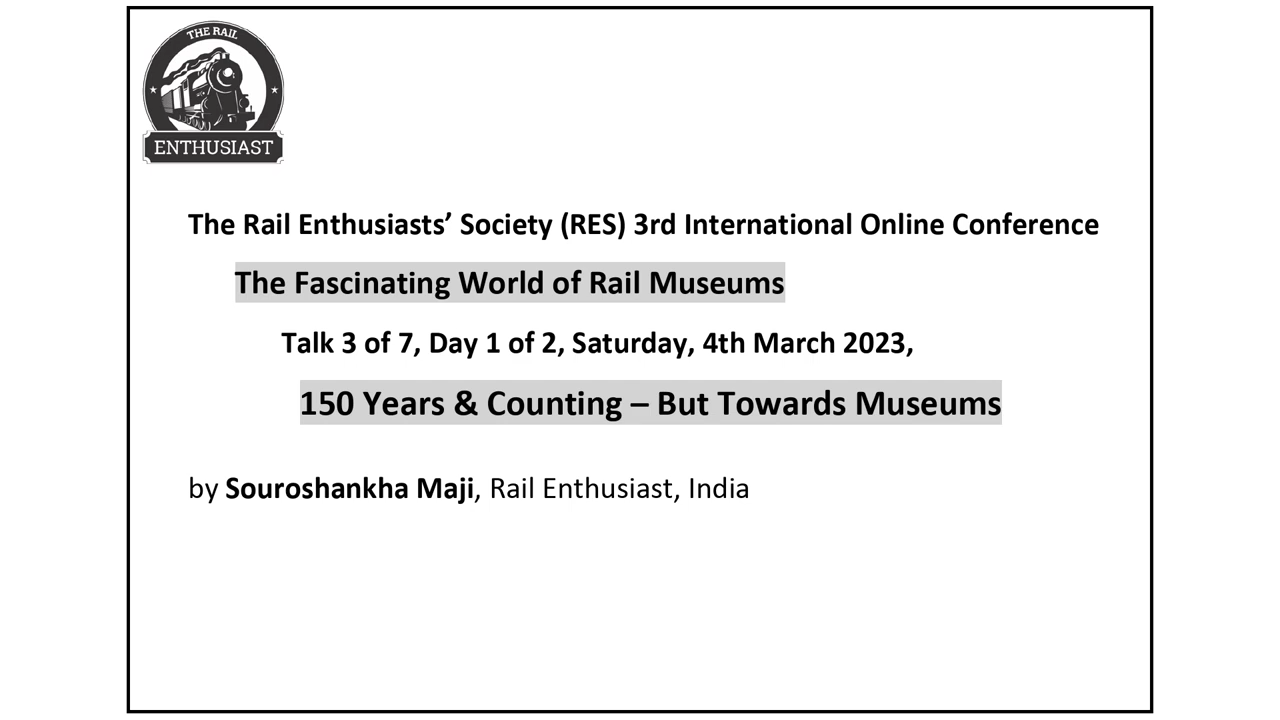 THE RAIL
ENTHUSIAST
The Rail Enthusiasts’ Society (RES) 3rd International Online Conference
The Fascinating World of Rail Museums
Talk 3 of 7, Day 1 of 2, Saturday, 4th March 2023,
150 Years & Counting – But Towards Museums
by Souroshankha Maji, Rail Enthusiast, India